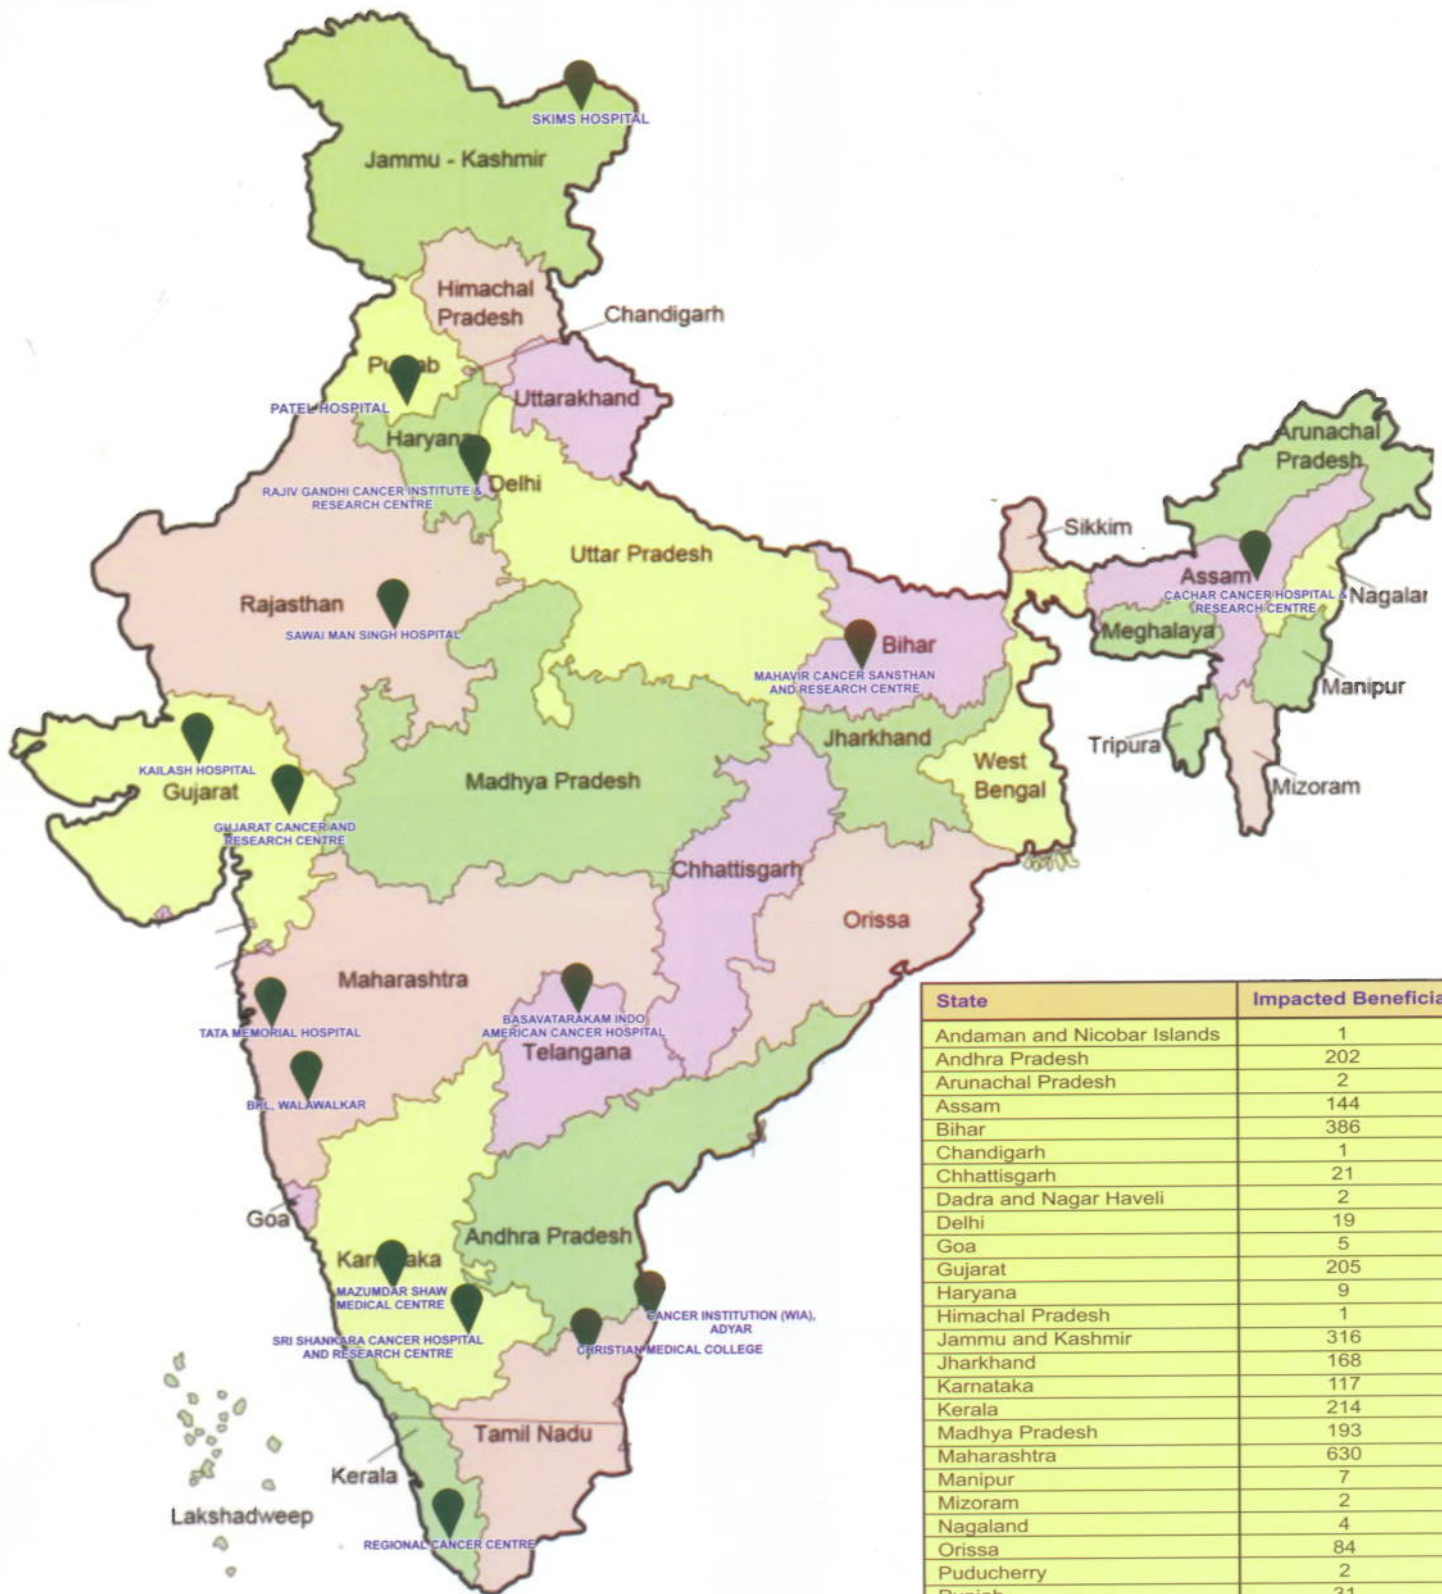 SKIMS HOSPITAL
Jammu - Kashmir
Himachal
Pradesh
Chandigarh
PATEL HOSPITAL
Uttarakhand
Haryana
RAJIV GANDHI CANCER INSTITUTE &
RESEARCH CENTRE
Delhi
Arunachal
Pradesh
Sikkim
Uttar Pradesh
Assam
CACHAR CANCER HOSPITAL &
RESEARCH CENTRE
Rajasthan
SAWAI MAN SINGH HOSPITAL
Meghalaya
Bihar
MAHAVIR CANCER SANSTHAN
AND RESEARCH CENTRE
Manipur
Tripura
Jharkhand
West
Bengal
Mizoram
KAILASH HOSPITAL
Gujarat
Madhya Pradesh
GUJARAT CANCER AND
RESEARCH CENTRE
Chhattisgarh
Orissa
Maharashtra
TATA MEMORIAL HOSPITAL
BASAVATARAKAM INDO
AMERICAN CANCER HOSPITAL
Telangana
BKL. WALAWALKAR
Goa
Andhra Pradesh
MAZUMDAR SHAW
MEDICAL CENTRE
SRI SHANKARA CANCER HOSPITAL
AND RESEARCH CENTRE
CANCER INSTITUTION (WIA),
ADYAR
CHRISTIAN MEDICAL COLLEGE
Tamil Nadu
Kerala
Lakshadweep
REGIONAL CANCER CENTRE
State Impacted
Andaman and Nicobar Islands 1
Andhra Pradesh 202
Arunachal Pradesh 2
Assam 144
Bihar 386
Chandigarh 1
Chhattisgarh 21
Dadra and Nagar Haveli 2
Delhi 19
Goa 5
Gujarat 205
Haryana 9
Himachal Pradesh 1
Jammu and Kashmir 316
Jharkhand 168
Karnataka 117
Kerala 214
Madhya Pradesh 193
Maharashtra 630
Manipur 7
Mizoram 2
Nagaland 4
Orissa 84
Puducherry 2
Punjab 31